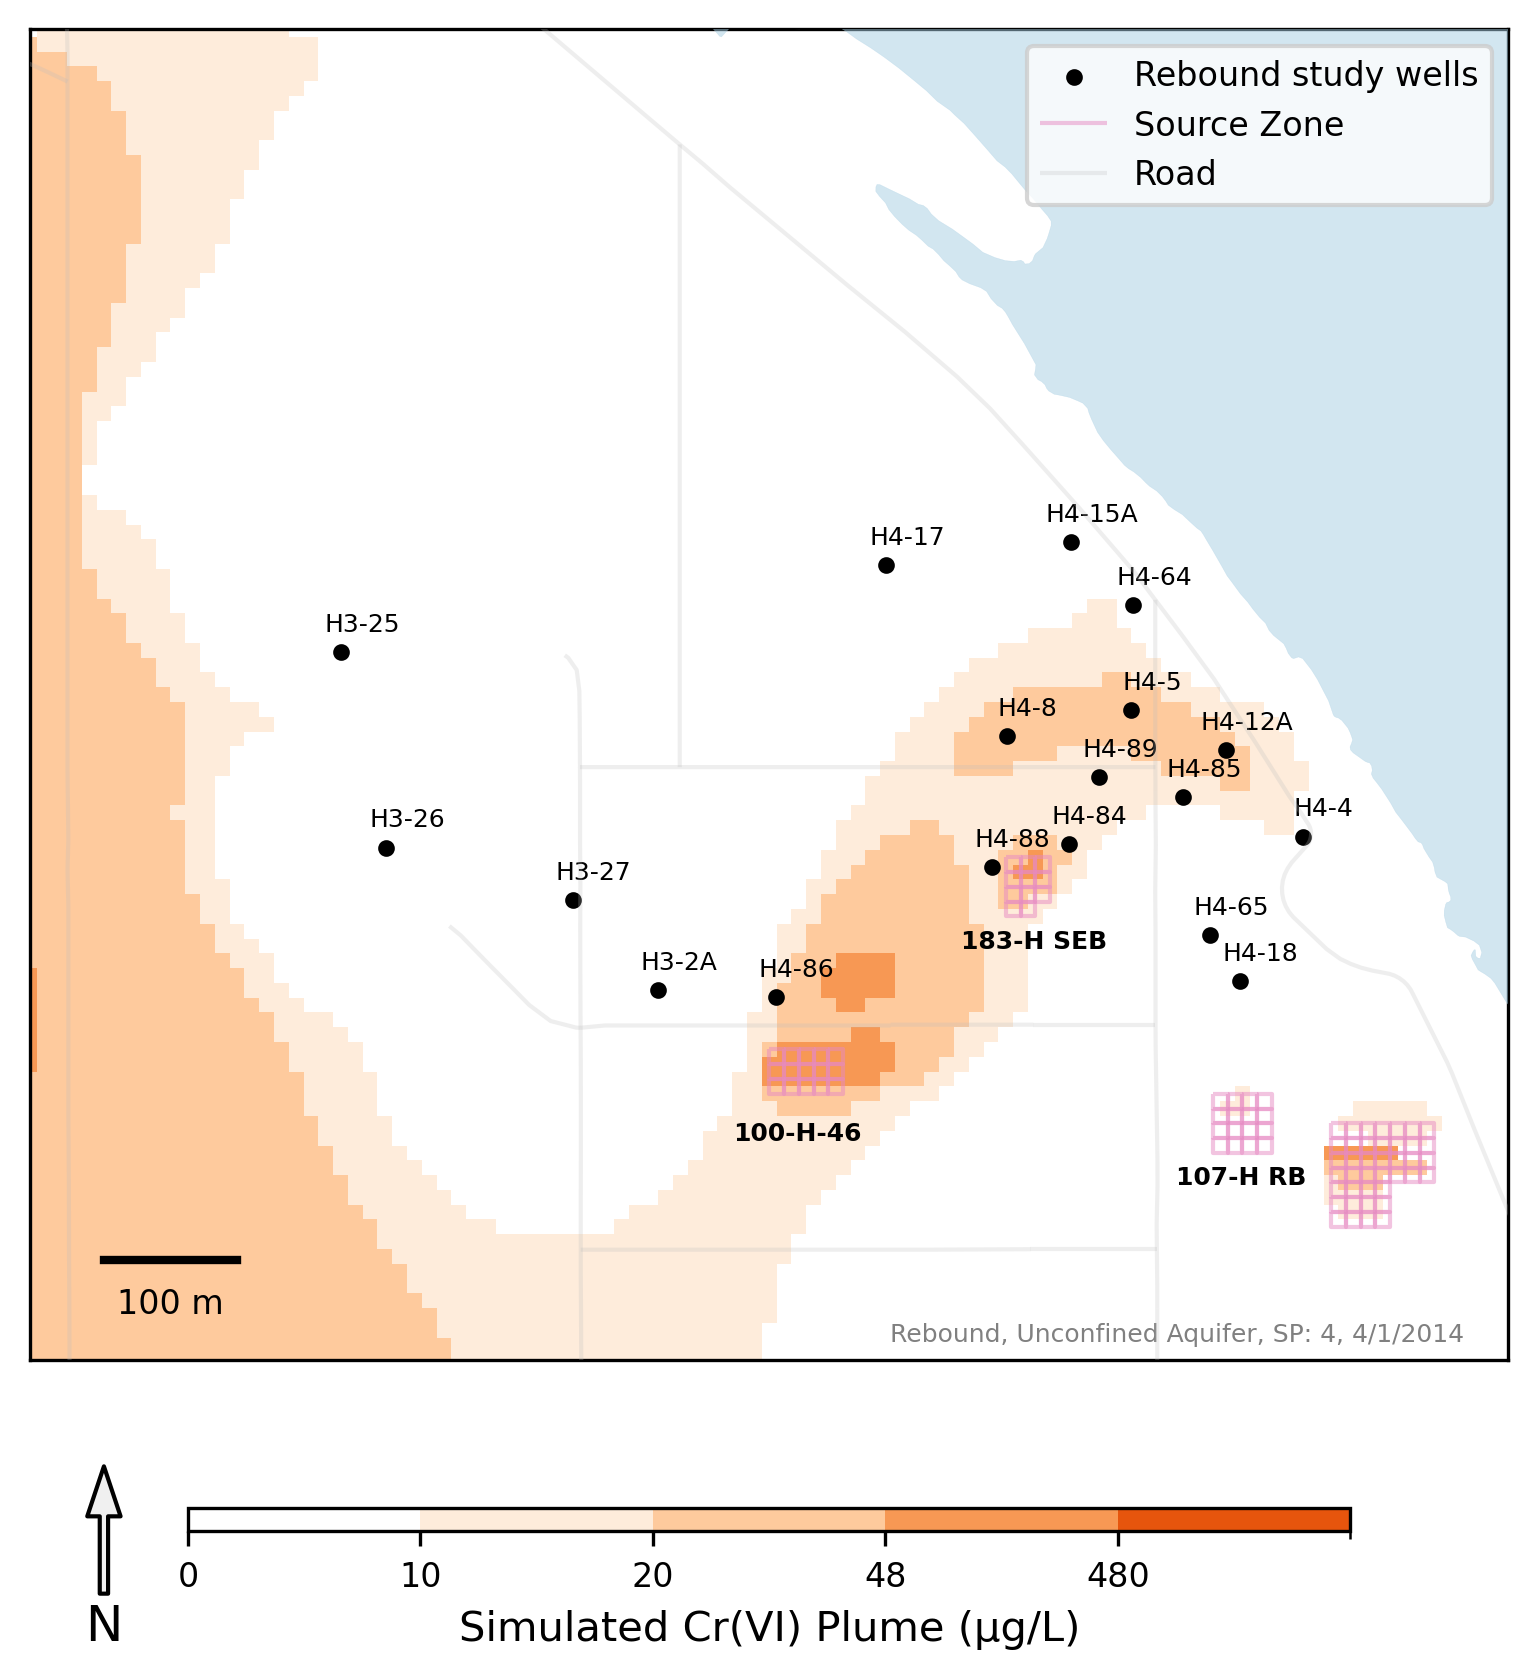 Rebound study wells
Source Zone
Road
H4-15A
H4-17
H4-64
H3-25
H4-5
H4-8
H4-12A
H4-89
H4-85
H4-4
H4-84
H3-26
H4-88
H3-27
H4-65
183-H SEB
H4-18
H3-2A
H4-86
100-H-46
107-H RB
100 m
Rebound, Unconfined Aquifer, SP: 4, 4/1/2014
0 10 20 48 480
N
Simulated Cr(VI) Plume (µg/L)